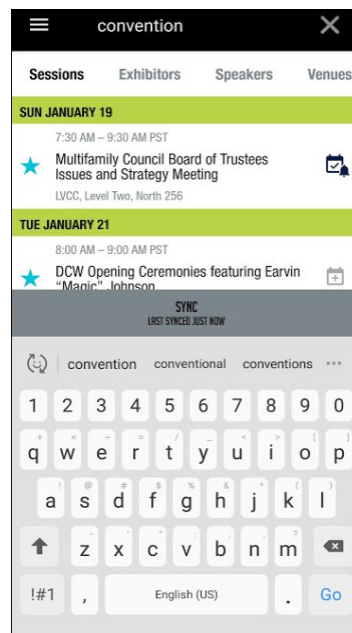 convention
Sessions Exhibitors Speakers Venues
SUN JANUARY 19
7:30 AM – 9:30 AM PST
Multifamily Council Board of Trustees
Issues and Strategy Meeting
LVCC, Level Two, North 256
TUE JANUARY 21
8:00 AM – 9:00 AM PST
DCW Opening Ceremonies featuring Earvin
“Magic” Johnson
SYNC
LAST SYNCED JUST NOW
convention conventional conventions ...
1 2 3 4 5 6 7 8 9 0
+ × ÷ = / _ < > [ ]
q w e r t y u i o p
! @ # $ % ^ & * ( )
a s d f g h j k l
- ' " : ; , ?
z x c v b n m
!#1 , English (US) . Go